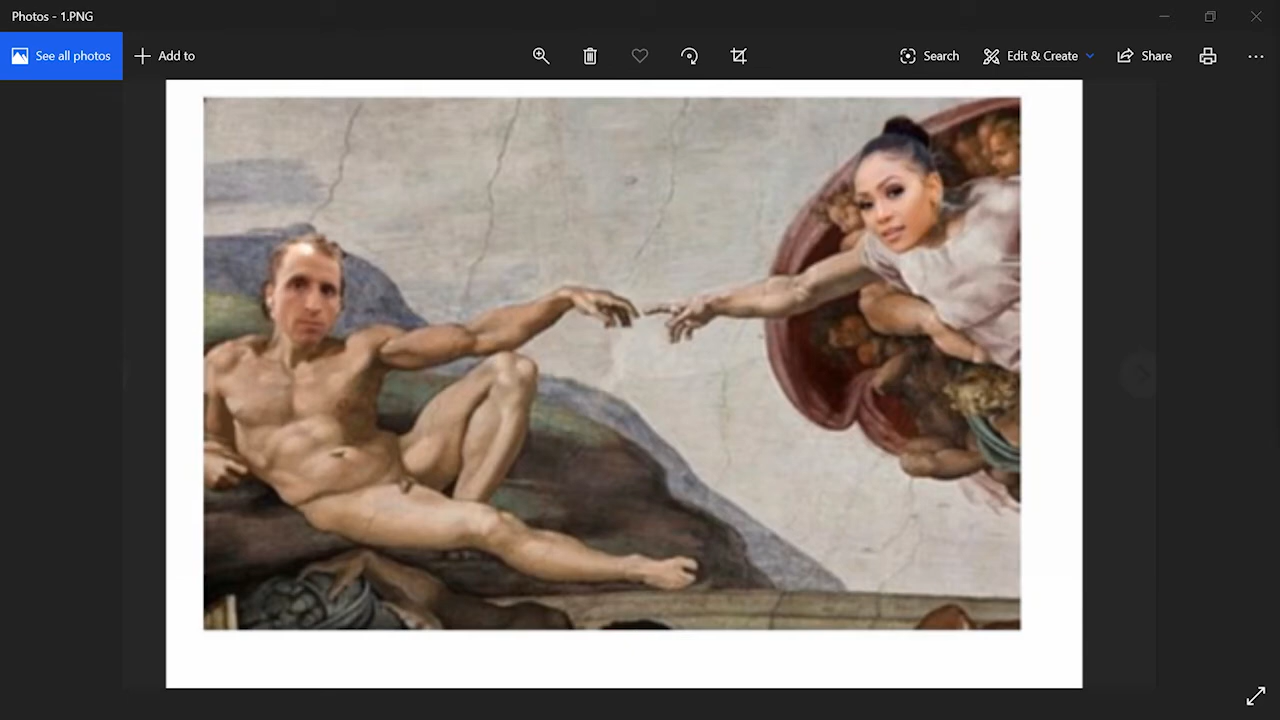 Photos - 1.PNG
See all photos
Add to
Search
Edit & Create
Share